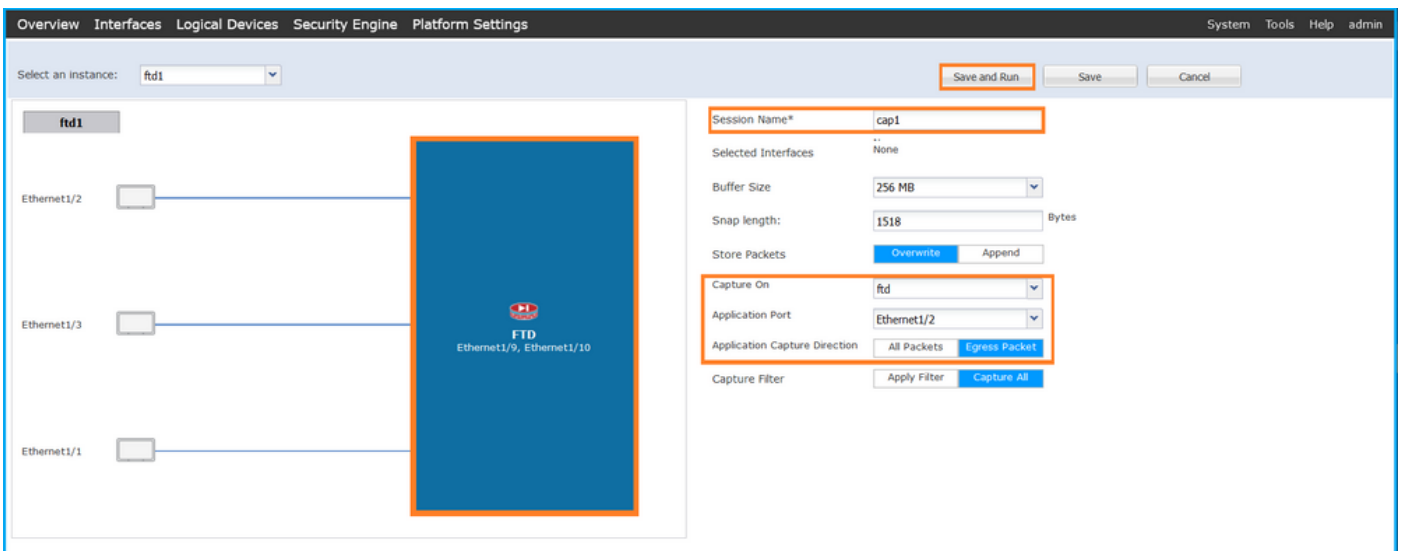 Overview Interfaces Logical Devices Security Engine Platform Settings System Tools Help admin
Select an instance: ftd1 Save and Run Save Cancel
ftd1
Ethernet1/2
Ethernet1/3
Ethernet1/1
FTD
Ethernet1/9, Ethernet1/10
Session Name* cap1
Selected Interfaces None
Buffer Size 256 MB
Snap length: 1518 Bytes
Store Packets Overwrite Append
Capture On ftd
Application Port Ethernet1/2
Application Capture Direction All Packets Egress Packet
Capture Filter Apply Filter Capture All